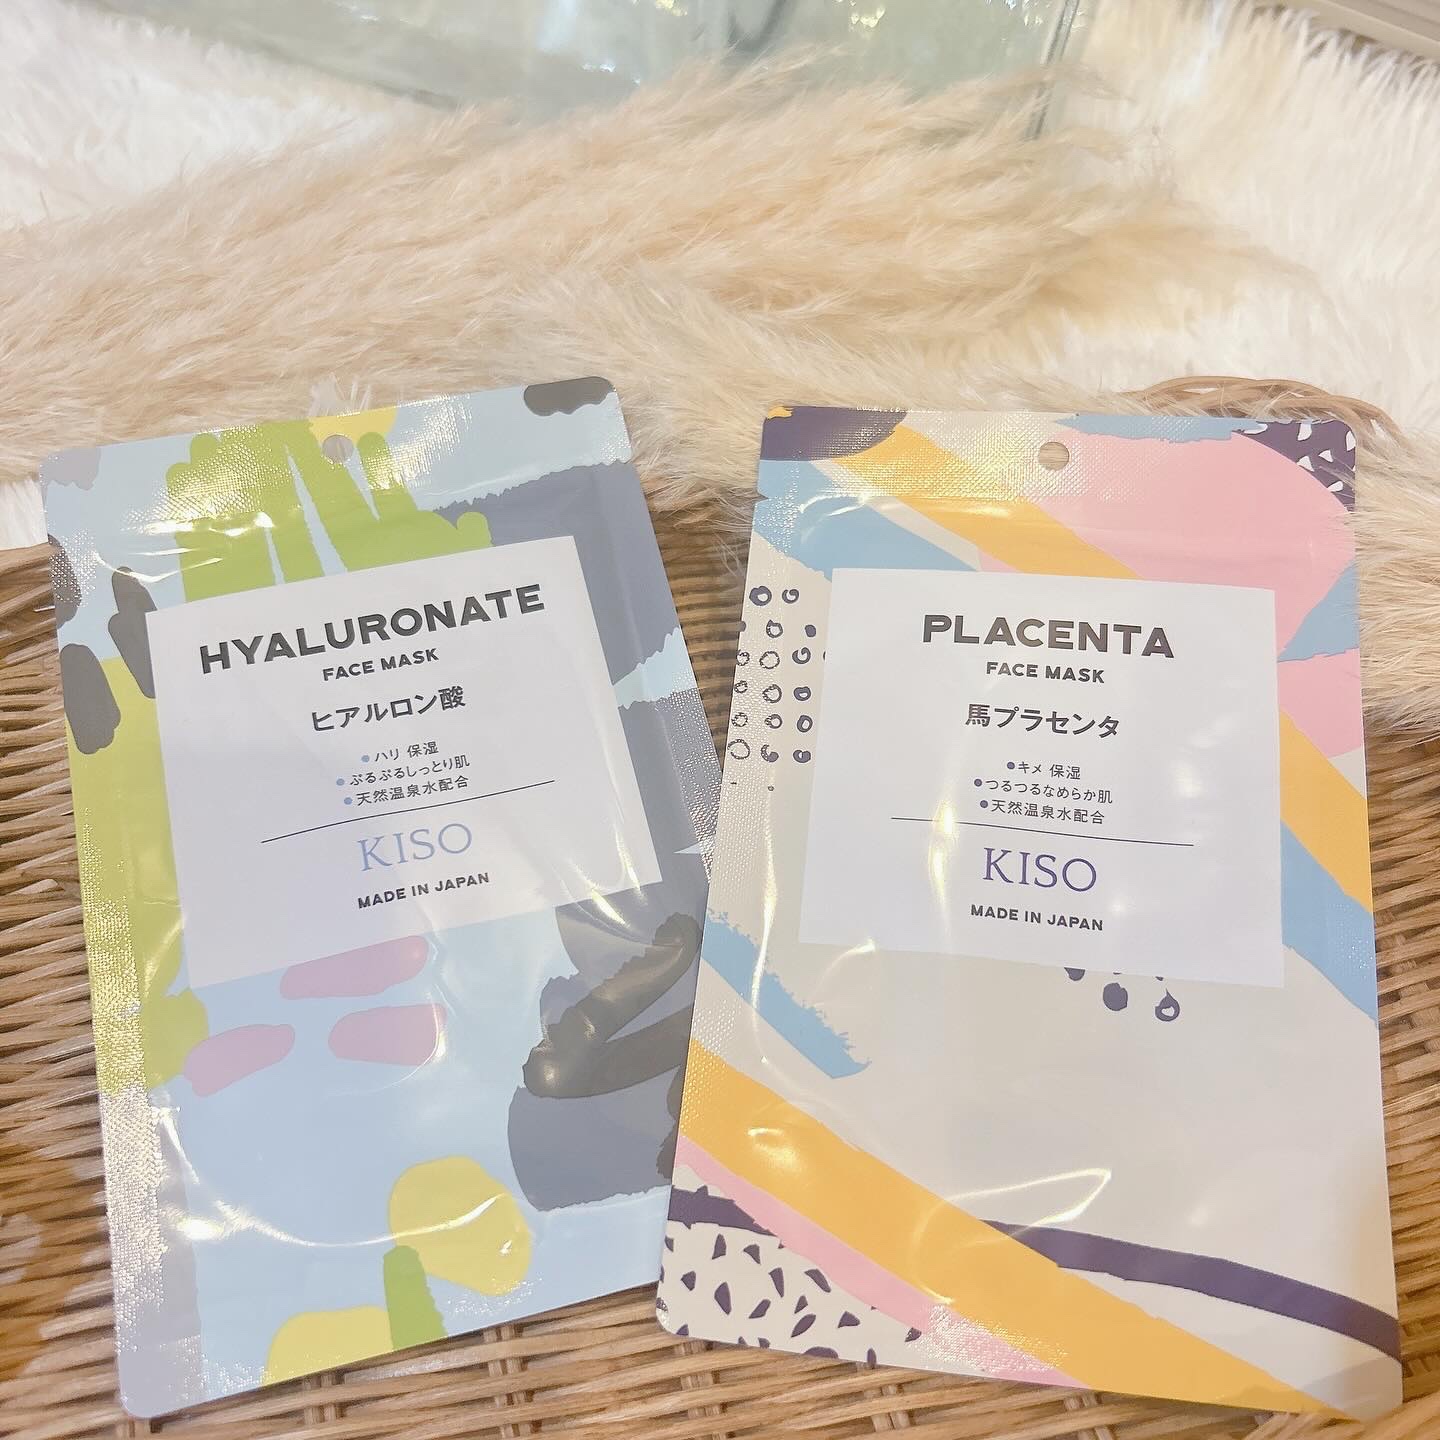 HYALURONATE
FACE MASK
ヒアルロン酸
●ハリ 保湿
●ぷるぷるしっとり肌
●天然温泉水配合
KISO
MADE IN JAPAN
PLACENTA
FACE MASK
馬プラセンタ
●キメ 保湿
●つるつるなめらか肌
●天然温泉水配合
KISO
MADE IN JAPAN